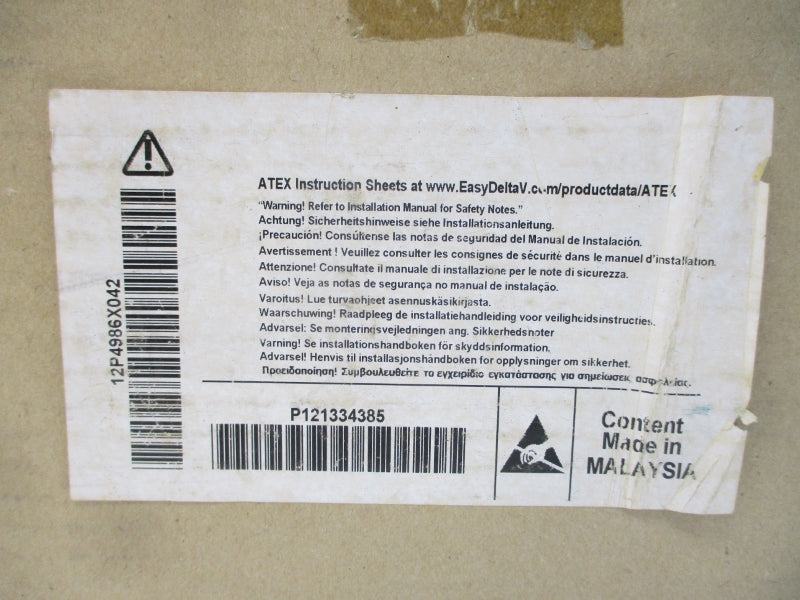 ATEX Instruction Sheets at www.EasyDeltaV.com/productdata/ATEX
"Warning! Refer to Installation Manual for Safety Notes."
Achtung! Sicherheitshinweise siehe Installationsanleitung.
¡Precaución! Consúltense las notas de seguridad del Manual de Instalación.
Avertissement ! Veuillez consulter les consignes de sécurité dans le manuel d'installation.
Attenzione! Consultate il manuale di installazione per le note di sicurezza.
Aviso! Veja as notas de segurança no manual de instalação.
Varoitus! Lue turvaohjeet asennuskäsikirjasta.
Waarschuwing! Raadpleeg de installatiehandleiding voor veiligheidsinstructies.
Advarsel: Se monteringsvejledningen ang. Sikkerhedsnoter
Varning! Se installationshandboken för skyddsinformation.
Advarsel! Henvis til installasjonshåndboken for opplysninger om sikkerhet.
Προειδοποίηση! Συμβουλευθείτε το εγχειρίδιο εγκατάστασης για σημειώσεις ασφαλείας.
12P4986X042
P121334385
Content
Made in
MALAYSIA